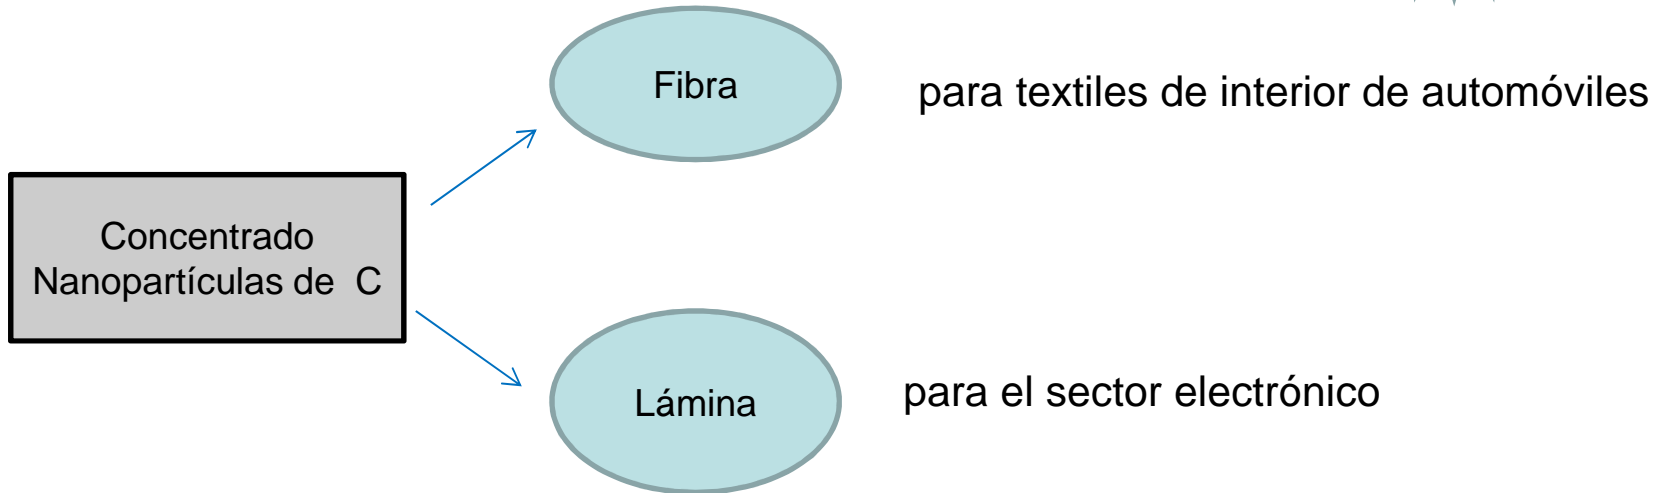 Fibra
para textiles de interior de automóviles
Concentrado
Nanopartículas de C
Lámina
para el sector electrónico